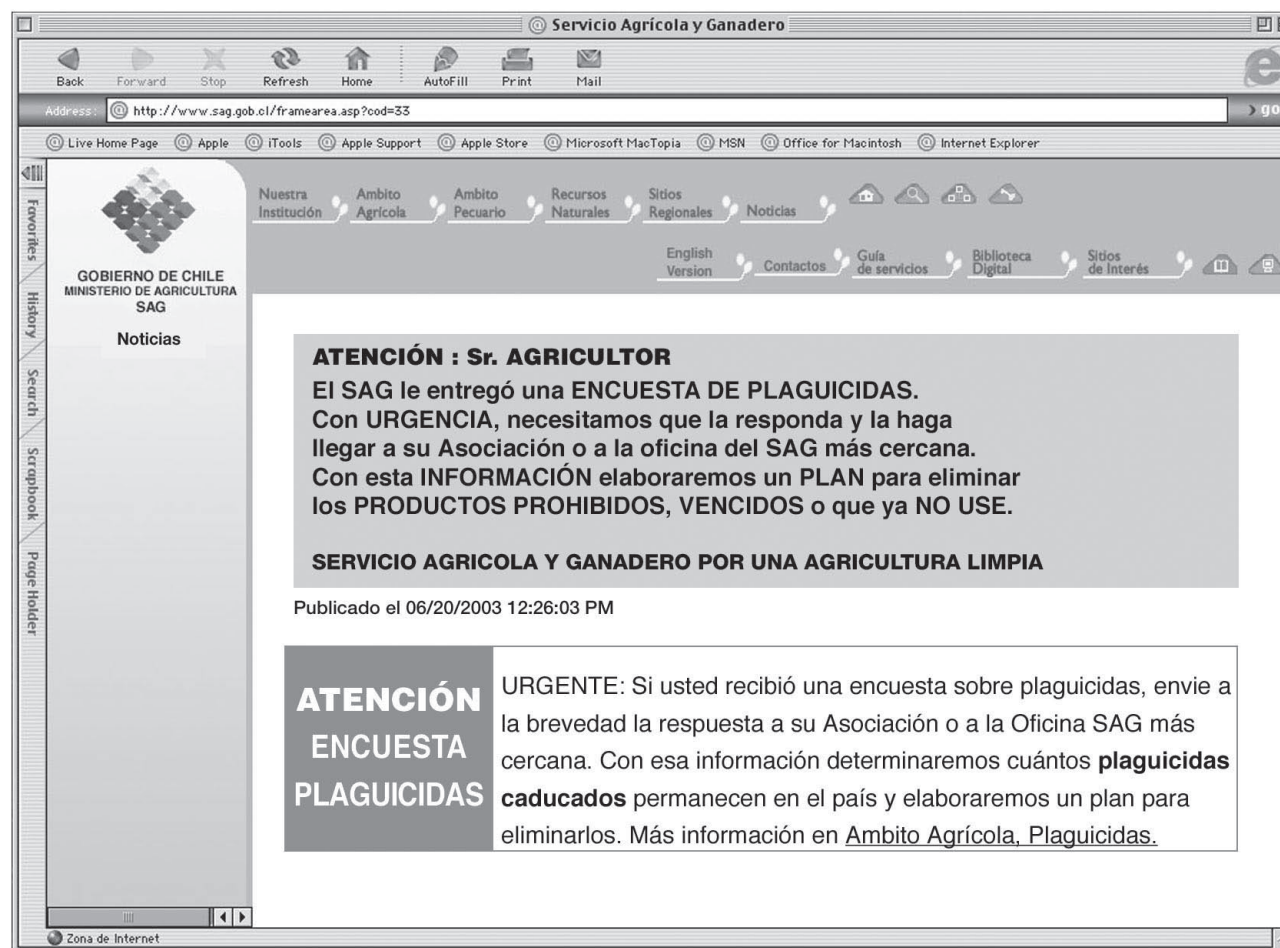 Servicio Agrícola y Ganadero
Back Forward Stop Refresh Home AutoFill Print Mail
Address: http://www.sag.gob.cl/framearea.asp?cod=33 go
Live Home Page Apple iTools Apple Support Apple Store Microsoft MacTopia MSN Office for Macintosh Internet Explorer
Favorites
History
Search
Scrapbook
Page Holder
GOBIERNO DE CHILE
MINISTERIO DE AGRICULTURA
SAG
Noticias
Nuestra Institución
Ambito Agrícola
Ambito Pecuario
Recursos Naturales
Sitios Regionales
Noticias
English Version
Contactos
Guía de servicios
Biblioteca Digital
Sitios de Interés
ATENCIÓN : Sr. AGRICULTOR
El SAG le entregó una ENCUESTA DE PLAGUICIDAS.
Con URGENCIA, necesitamos que la responda y la haga
llegar a su Asociación o a la oficina del SAG más cercana.
Con esta INFORMACIÓN elaboraremos un PLAN para eliminar
los PRODUCTOS PROHIBIDOS, VENCIDOS o que ya NO USE.
SERVICIO AGRICOLA Y GANADERO POR UNA AGRICULTURA LIMPIA
Publicado el 06/20/2003 12:26:03 PM
ATENCIÓN
ENCUESTA
PLAGUICIDAS
URGENTE: Si usted recibió una encuesta sobre plaguicidas, envie a
la brevedad la respuesta a su Asociación o a la Oficina SAG más
cercana. Con esa información determinaremos cuántos plaguicidas
caducados permanecen en el país y elaboraremos un plan para
eliminarlos. Más información en Ambito Agrícola, Plaguicidas.
Zona de Internet